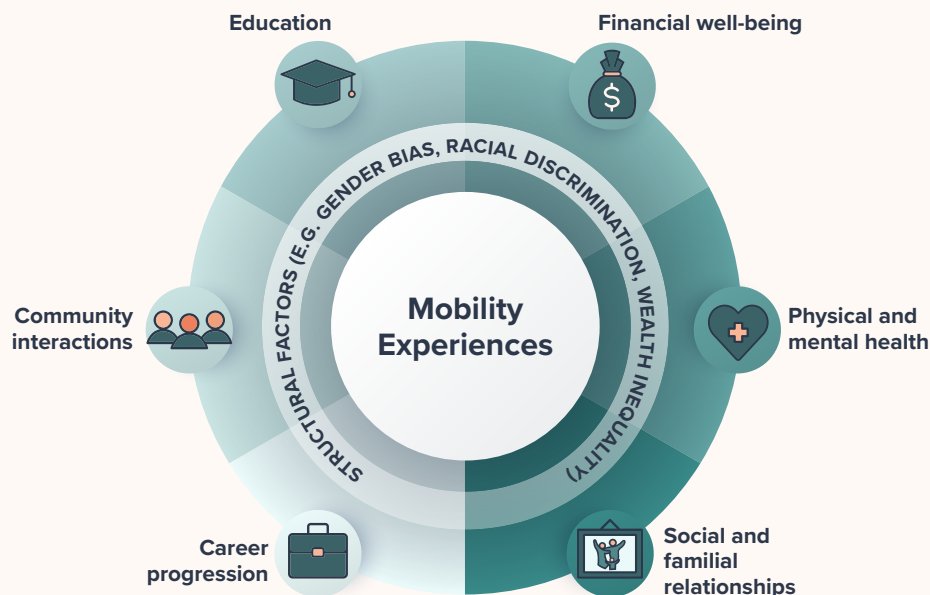 Education
Financial well-being
STRUCTURAL FACTORS (E.G. GENDER BIAS, RACIAL DISCRIMINATION, WEALTH INEQUALITY)
Mobility
Experiences
Community
interactions
Physical and
mental health
Career
progression
Social and
familial
relationships
$